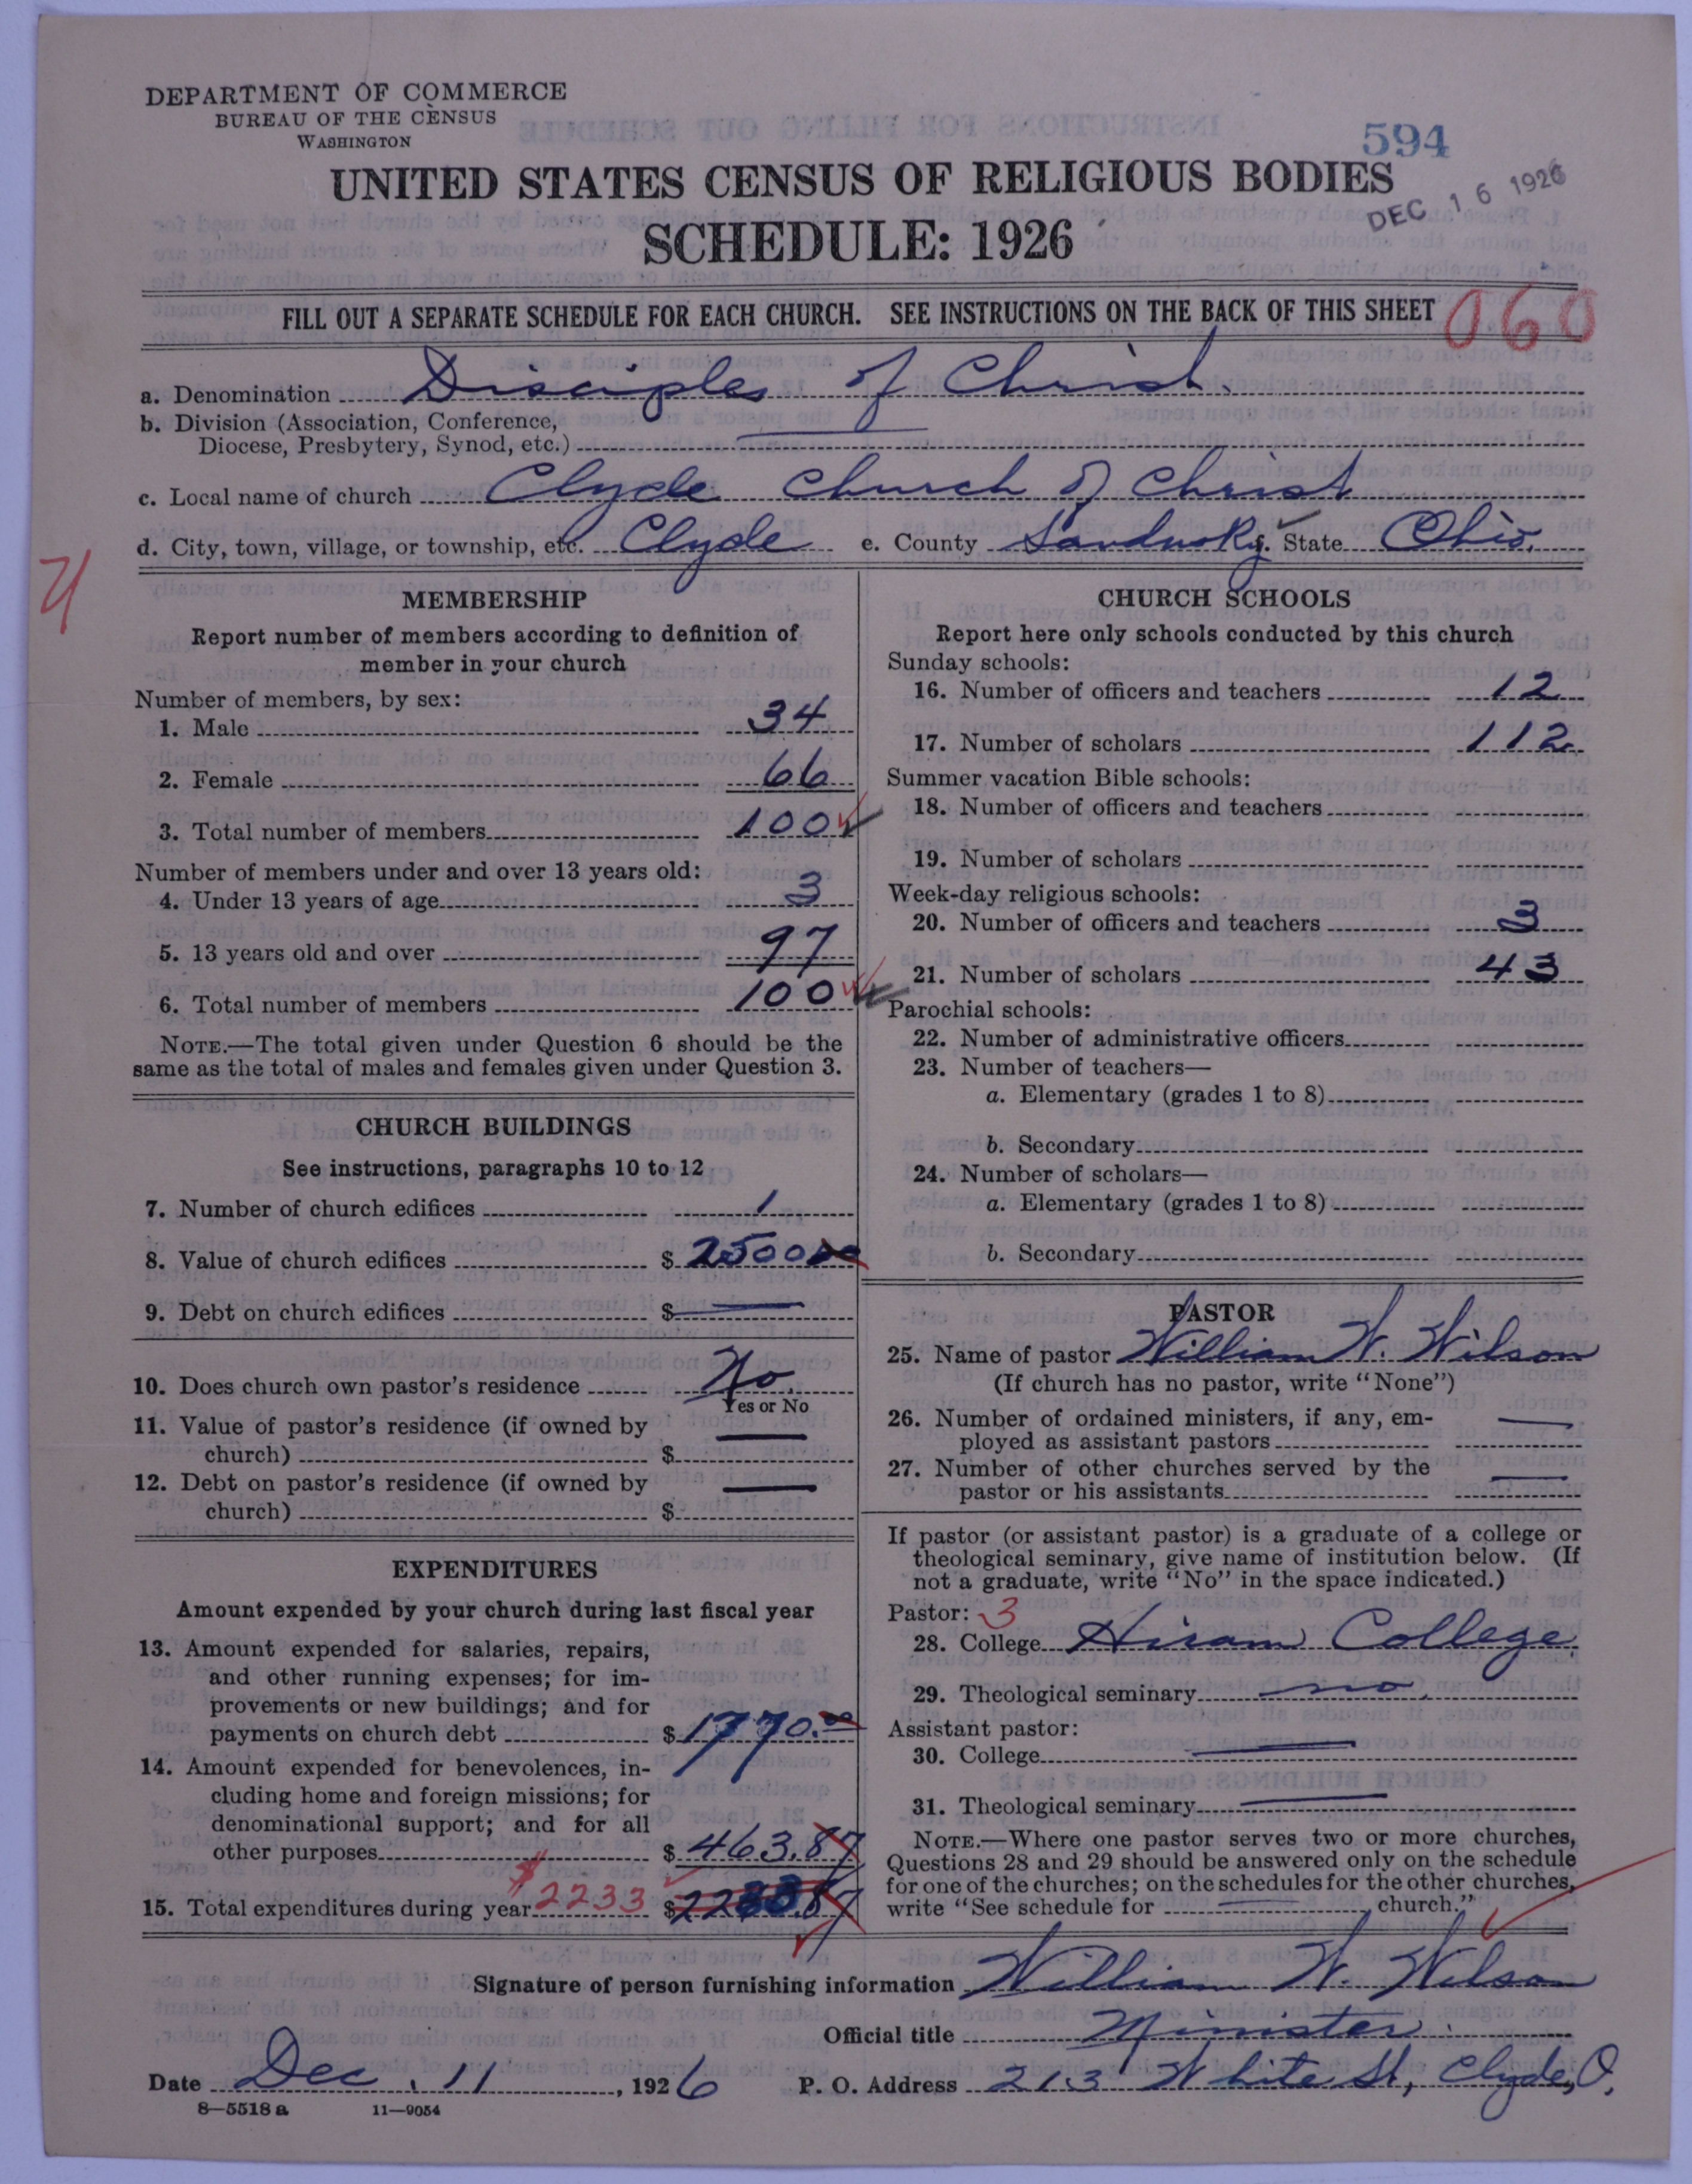 DEPARTMENT OF COMMERCE
BUREAU OF THE CENSUS
WASHINGTON
594
UNITED STATES CENSUS OF RELIGIOUS BODIES
DEC 16 1926
SCHEDULE: 1926
FILL OUT A SEPARATE SCHEDULE FOR EACH CHURCH. SEE INSTRUCTIONS ON THE BACK OF THIS SHEET 060
a. Denomination Disciples of Christ.
b. Division (Association, Conference,
Diocese, Presbytery, Synod, etc.)
c. Local name of church Clyde Church of Christ
d. City, town, village, or township, etc. Clyde e. County Sandusky f. State Ohio.
MEMBERSHIP
Report number of members according to definition of
member in your church
Number of members, by sex:
1. Male 34
2. Female 66
3. Total number of members 100
Number of members under and over 13 years old:
4. Under 13 years of age 3
5. 13 years old and over 97
6. Total number of members 100
NOTE.—The total given under Question 6 should be the
same as the total of males and females given under Question 3.
CHURCH BUILDINGS
See instructions, paragraphs 10 to 12
7. Number of church edifices 1
8. Value of church edifices $ 2500.00
9. Debt on church edifices $
10. Does church own pastor's residence No.
Yes or No
11. Value of pastor's residence (if owned by
church) $
12. Debt on pastor's residence (if owned by
church) $
EXPENDITURES
Amount expended by your church during last fiscal year
13. Amount expended for salaries, repairs,
and other running expenses; for im-
provements or new buildings; and for
payments on church debt $ 1770.00
14. Amount expended for benevolences, in-
cluding home and foreign missions; for
denominational support; and for all
other purposes $ 463.87
15. Total expenditures during year $2233 $2233.87
CHURCH SCHOOLS
Report here only schools conducted by this church
Sunday schools:
16. Number of officers and teachers 12
17. Number of scholars 112
Summer vacation Bible schools:
18. Number of officers and teachers
19. Number of scholars
Week-day religious schools:
20. Number of officers and teachers 3
21. Number of scholars 43
Parochial schools:
22. Number of administrative officers
23. Number of teachers—
a. Elementary (grades 1 to 8)
b. Secondary
24. Number of scholars—
a. Elementary (grades 1 to 8)
b. Secondary
PASTOR
25. Name of pastor William W. Wilson
(If church has no pastor, write "None")
26. Number of ordained ministers, if any, em-
ployed as assistant pastors
27. Number of other churches served by the
pastor or his assistants
If pastor (or assistant pastor) is a graduate of a college or
theological seminary, give name of institution below. (If
not a graduate, write "No" in the space indicated.)
Pastor: 3
28. College Hiram College
29. Theological seminary no.
Assistant pastor:
30. College
31. Theological seminary
NOTE.—Where one pastor serves two or more churches,
Questions 28 and 29 should be answered only on the schedule
for one of the churches; on the schedules for the other churches,
write "See schedule for , church."
Signature of person furnishing information William W. Wilson
Official title Minister.
Date Dec. 11, 1926 P. O. Address 213 White St, Clyde, O.
8—5518a 11—9054